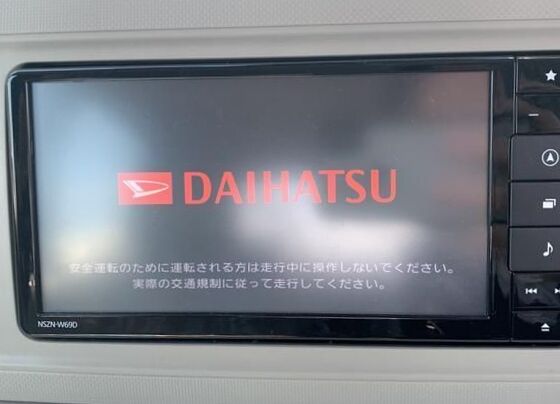 DAIHATSU
安全運転のために運転される方は走行中に操作しないでください。
実際の交通規制に従って走行してください。
NSZN-W69D